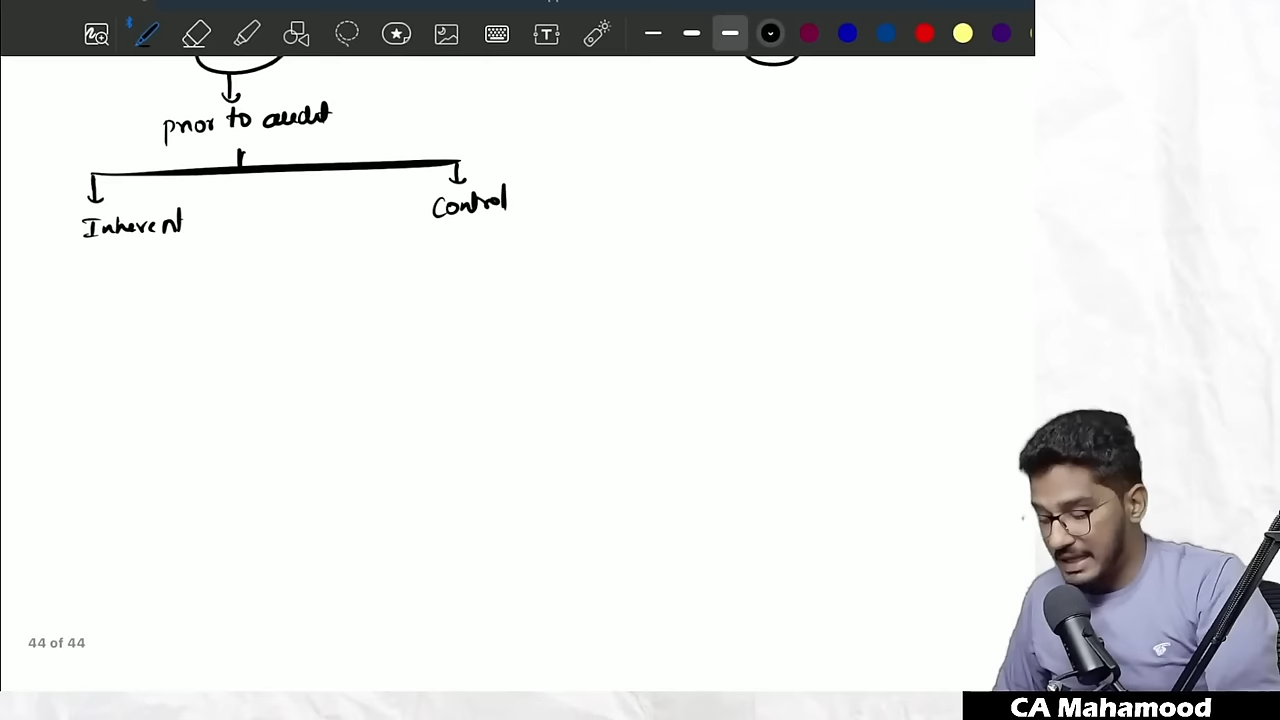 prior to audit
Inherent
Control
44 of 44
CA Mahamood